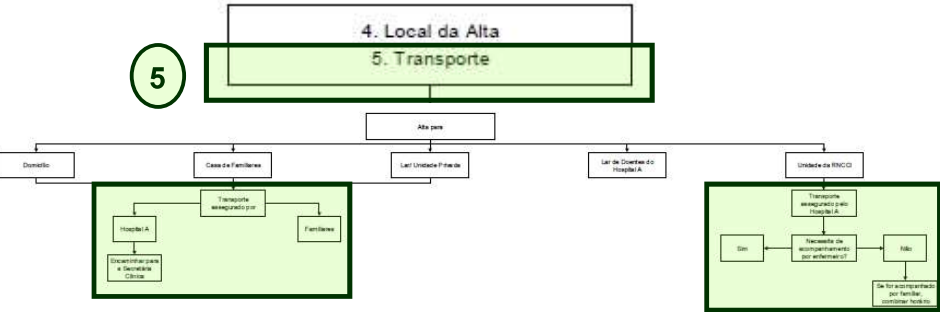 4. Local da Alta
5. Transporte
5
Alta para
Domicílio
Casa de Familiares
Lar/ Unidade Privada
Lar de Doentes do
Hospital A
Unidade da RNCCI
Transporte
assegurado por
Hospital A
Familiares
Encaminhar para
a Secretária
Clínica
Transporte
assegurado pelo
Hospital A
Sim
Necessita de
acompanhamento
por enfermeiro?
Não
Se for acompanhado
por familiar,
combinar horário